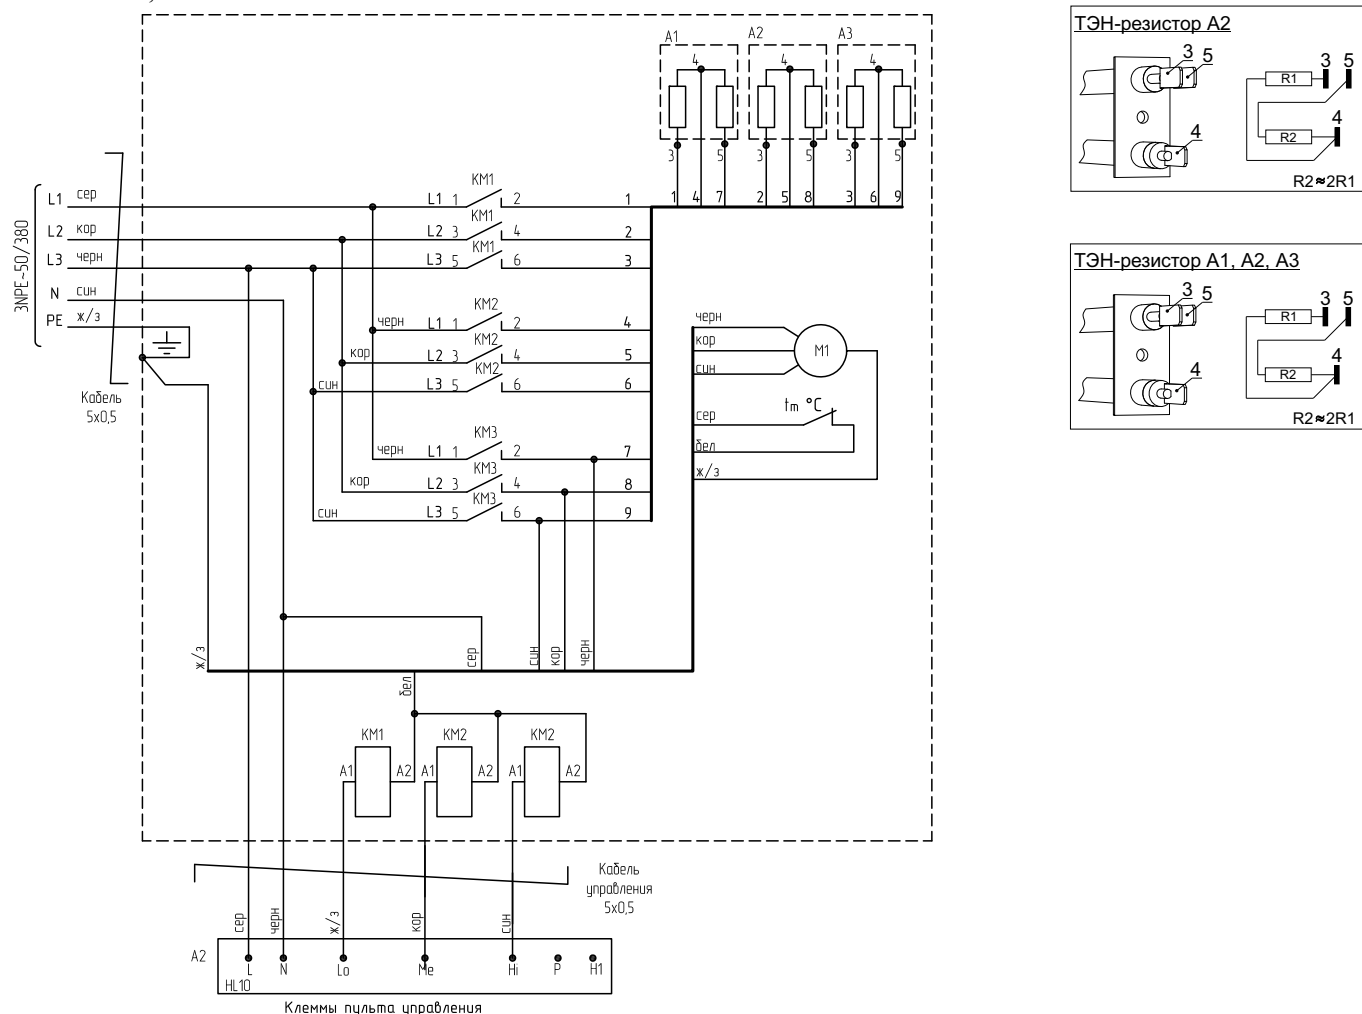 A1
A2
A3
4
4
4
3
5
3
5
3
5
1
4
7
2
5
8
3
6
9
3NPE~50/380
L1
сер
L2
кор
L3
черн
N
син
PE
ж/з
Кабель
5x0,5
L1
1
KM1
2
1
L2
3
KM1
4
2
L3
5
KM1
6
3
черн
L1
1
KM2
2
4
кор
L2
3
KM2
4
5
син
L3
5
KM2
6
6
черн
L1
1
KM3
2
7
кор
L2
3
KM3
4
8
син
L3
5
KM3
6
9
черн
кор
син
M1
tm °C
сер
бел
ж/з
ж/з
сер
син
кор
черн
бел
KM1
KM2
KM2
A1
A2
A1
A2
A1
A2
Кабель
управления
5x0,5
сер
черн
ж/з
кор
син
A2
L
N
Lo
Me
Hi
P
H1
HL10
Клеммы пульта управления
ТЭН-резистор A2
3
5
4
3
5
R1
4
R2
R2≈2R1
ТЭН-резистор A1, A2, A3
3
5
4
3
5
R1
4
R2
R2≈2R1